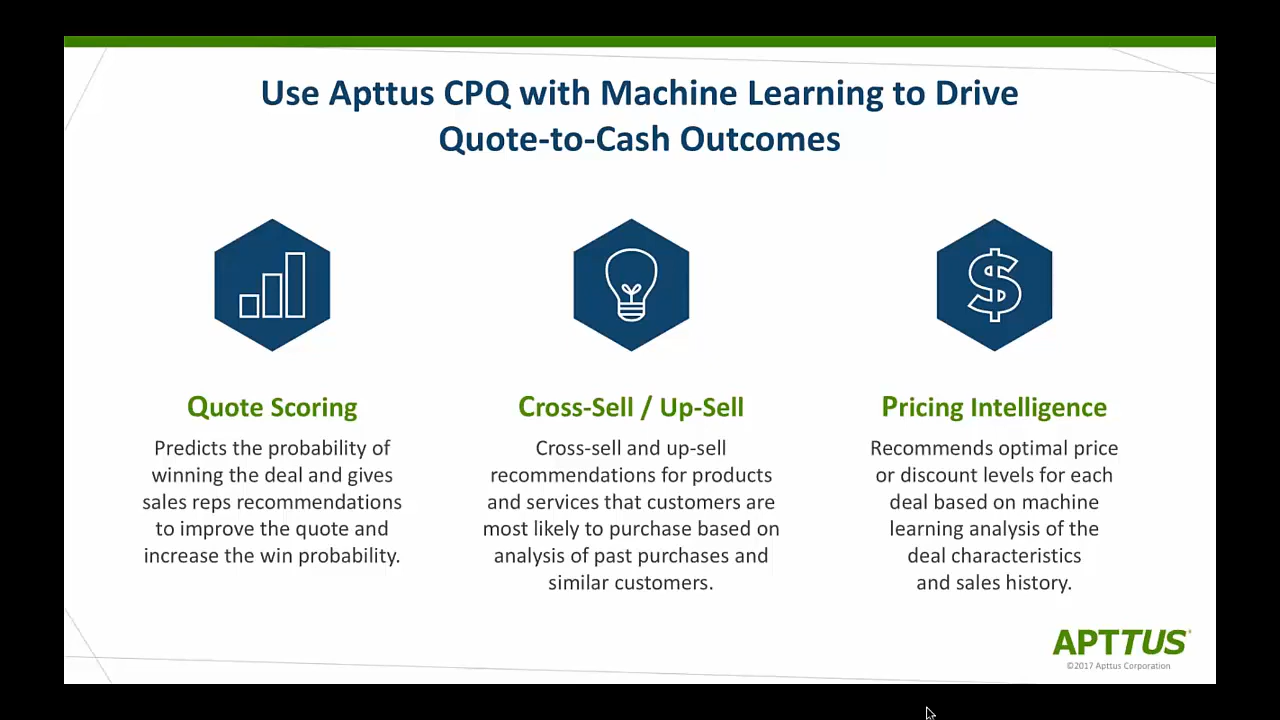 Use Apttus CPQ with Machine Learning to Drive
Quote-to-Cash Outcomes
Quote Scoring
Predicts the probability of
winning the deal and gives
sales reps recommendations
to improve the quote and
increase the win probability.
Cross-Sell / Up-Sell
Cross-sell and up-sell
recommendations for products
and services that customers are
most likely to purchase based on
analysis of past purchases and
similar customers.
Pricing Intelligence
Recommends optimal price
or discount levels for each
deal based on machine
learning analysis of the
deal characteristics
and sales history.
APTTUS
©2017 Apttus Corporation